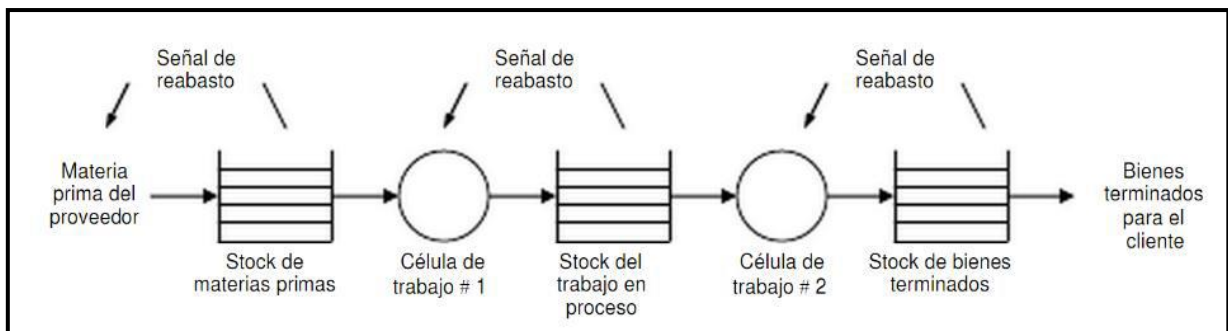 Señal de
reabasto
Señal de
reabasto
Señal de
reabasto
Materia
prima del
proveedor
Bienes
terminados
para el
cliente
Stock de
materias primas
Célula de
trabajo # 1
Stock del
trabajo en
proceso
Célula de
trabajo # 2
Stock de bienes
terminados